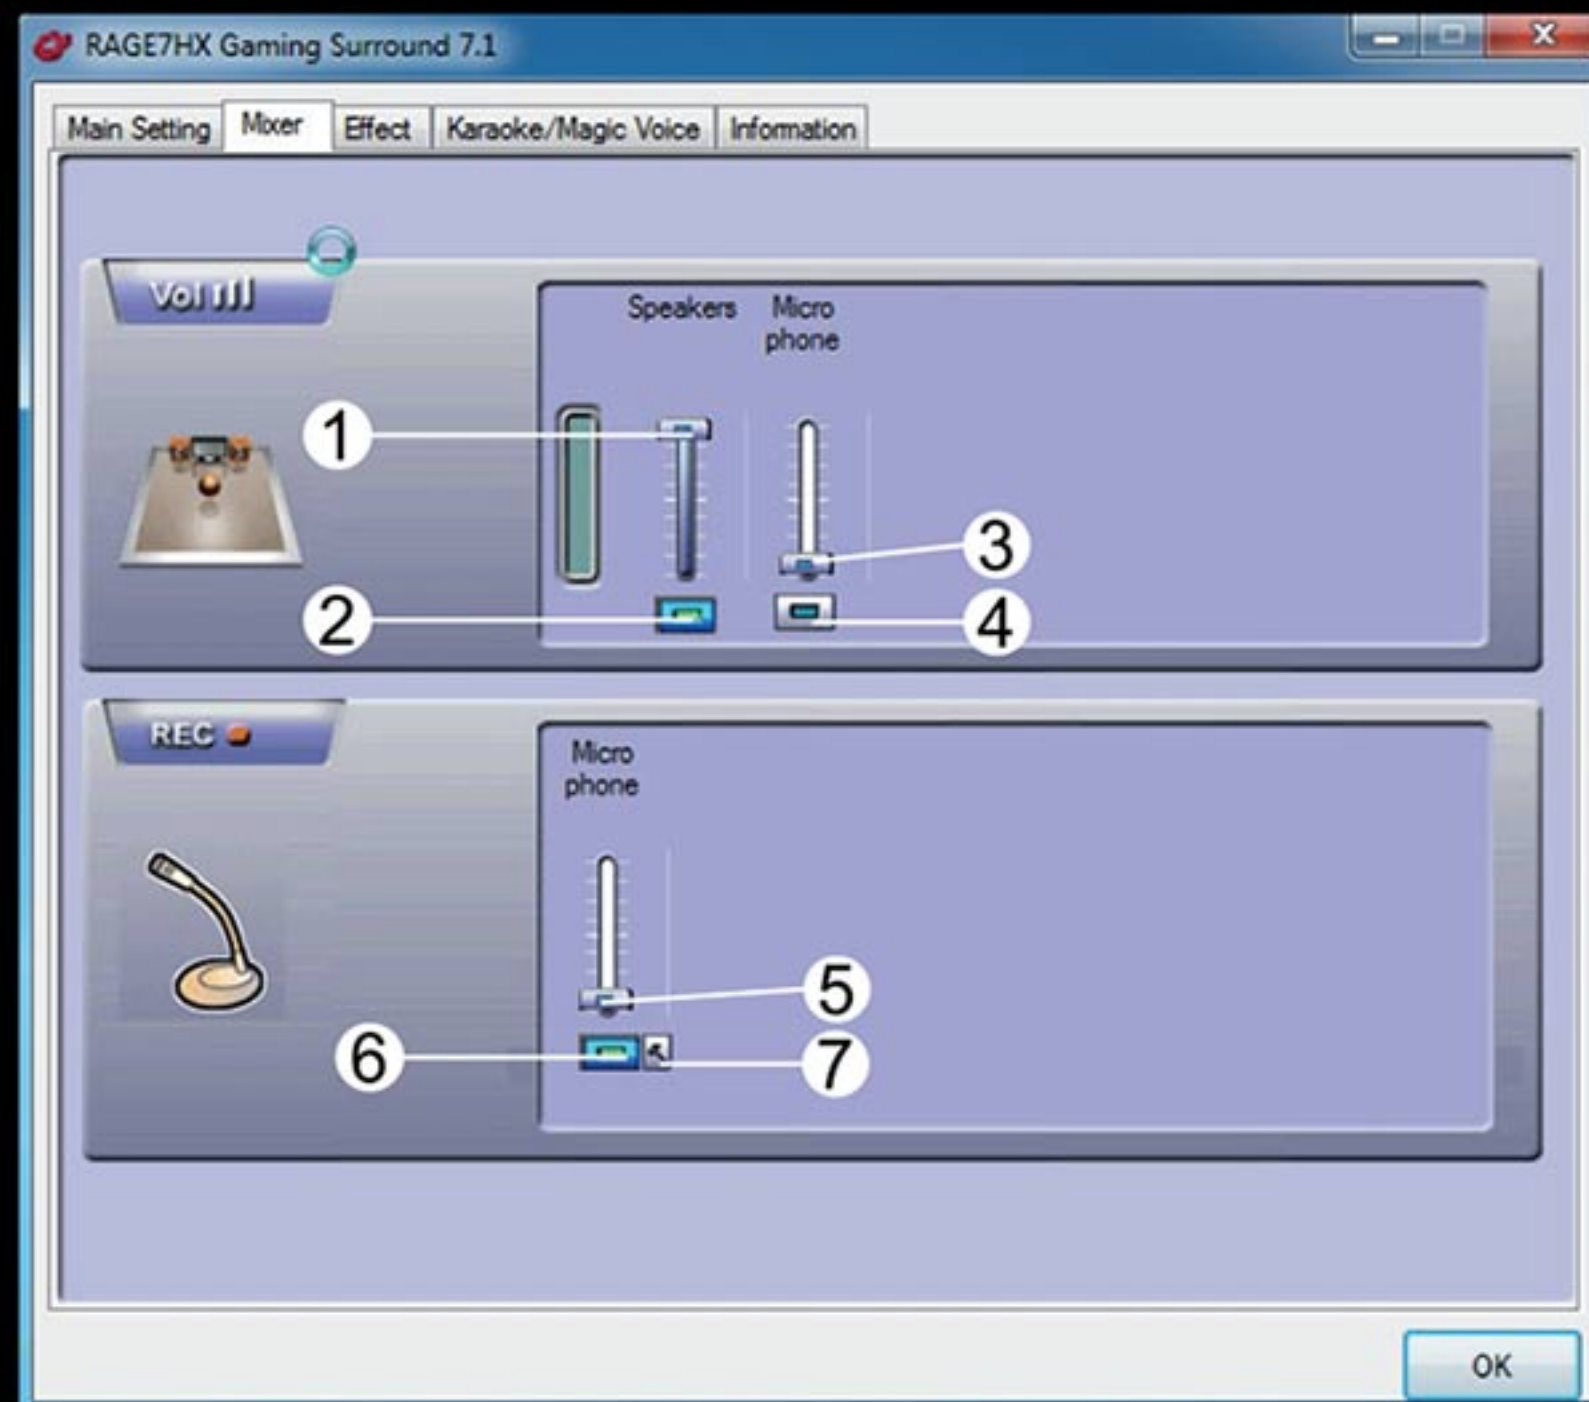 RAGE7HX Gaming Surround 7.1
Main Setting Mixer Effect Karaoke/Magic Voice Information
Vol
Speakers Micro
phone
1
3
2
4
REC
Micro
phone
5
6
7
OK